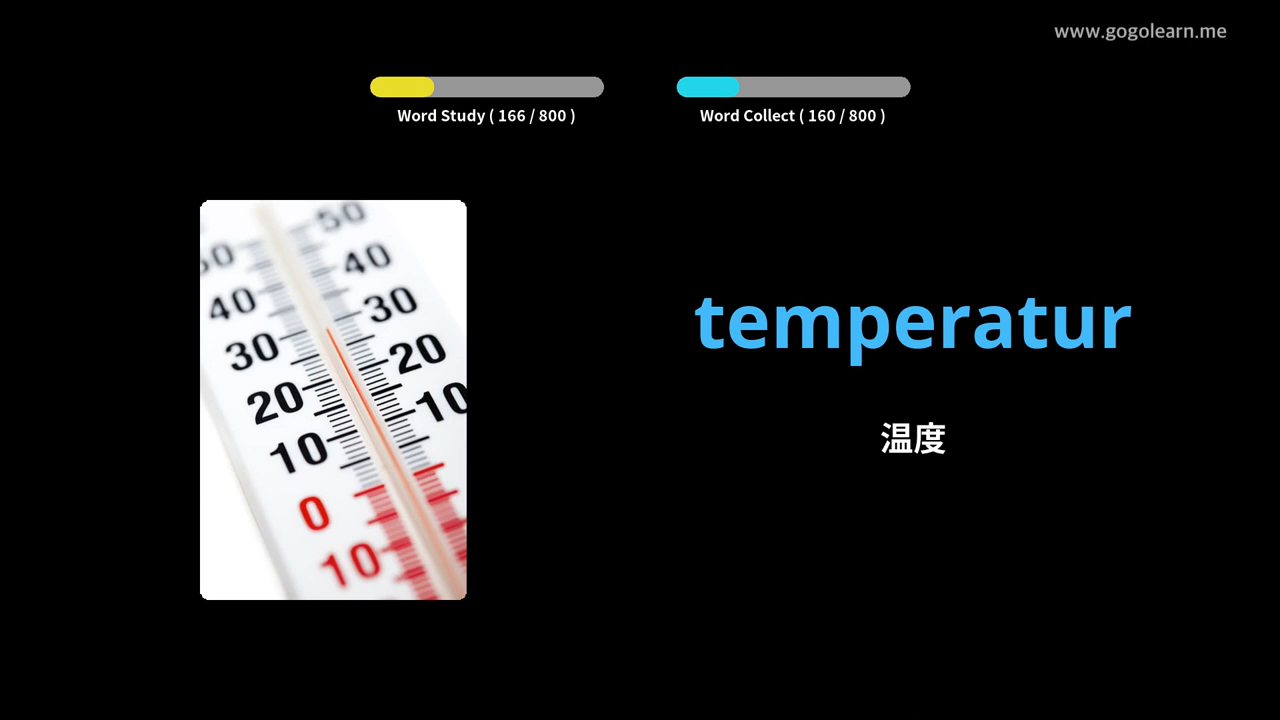 www.gogolearn.me
Word Study ( 166 / 800 )
Word Collect ( 160 / 800 )
50
50
40
40
30
30
20
20
10
10
0
10
temperatur
温度